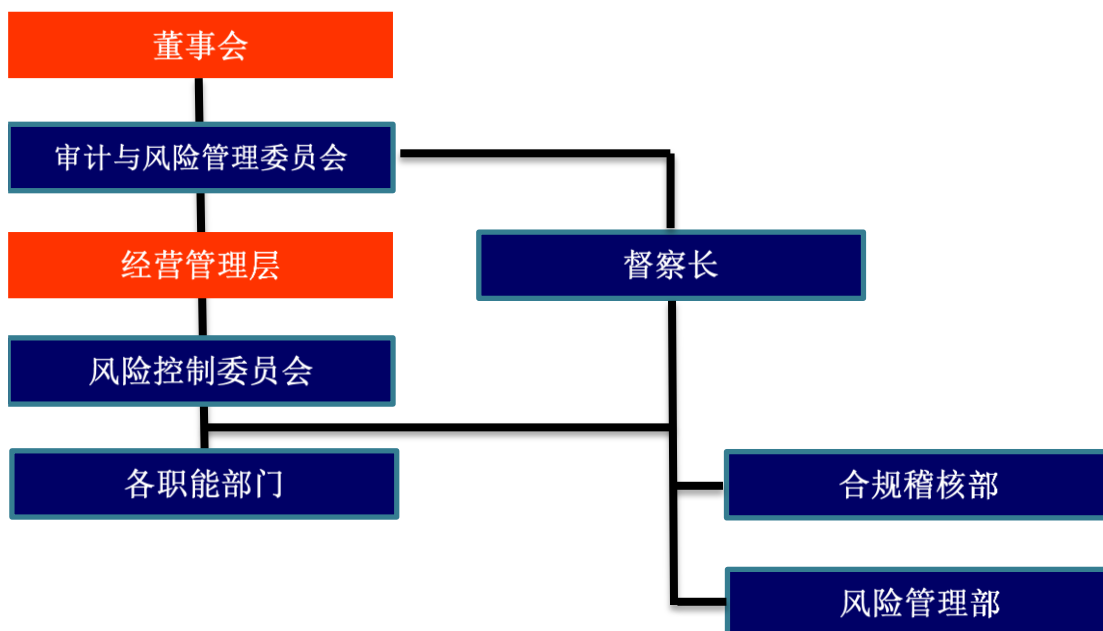 董事会
审计与风险管理委员会
经营管理层
督察长
风险控制委员会
各职能部门
合规稽核部
风险管理部